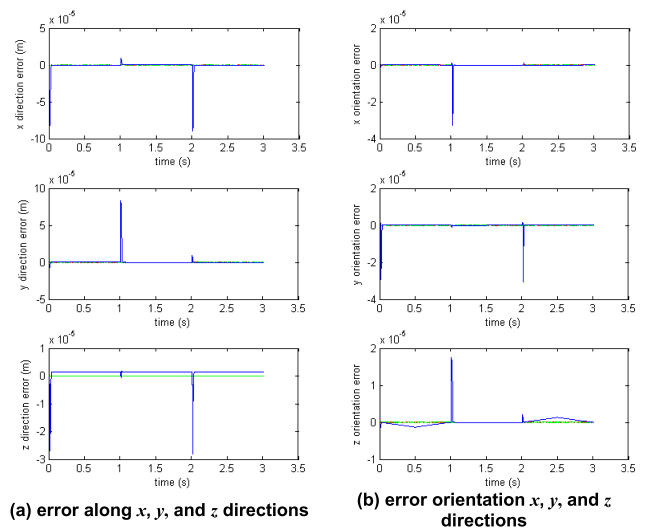 x 10⁻⁵
5
0
-5
-10
x direction error (m)
0 0.5 1 1.5 2 2.5 3 3.5
time (s)
x 10⁻⁵
10
5
0
-5
y direction error (m)
0 0.5 1 1.5 2 2.5 3 3.5
time (s)
x 10⁻⁵
1
0
-1
-2
-3
z direction error (m)
0 0.5 1 1.5 2 2.5 3 3.5
time (s)
(a) error along x, y, and z directions
x 10⁻⁵
2
0
-2
-4
x orientation error
0 0.5 1 1.5 2 2.5 3 3.5
time (s)
x 10⁻⁵
2
0
-2
-4
y orientation error
0 0.5 1 1.5 2 2.5 3 3.5
time (s)
x 10⁻⁵
2
1
0
-1
z orientation error
0 0.5 1 1.5 2 2.5 3 3.5
time (s)
(b) error orientation x, y, and z
directions